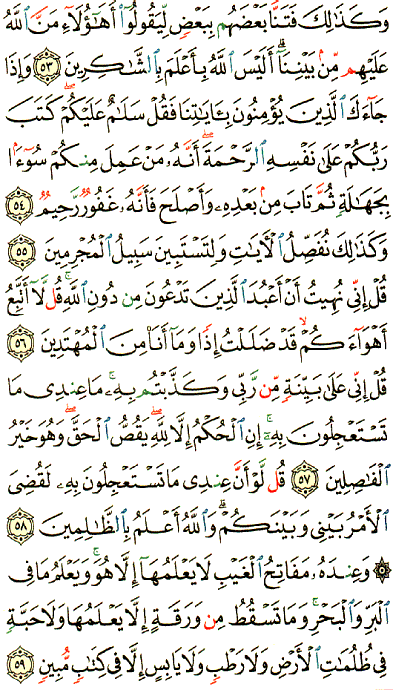 وَكَذَٰلِكَ فَتَنَّا بَعْضَهُم بِبَعْضٍ لِّيَقُولُوٓا۟ أَهَٰٓؤُلَآءِ مَنَّ ٱللَّهُ
عَلَيْهِم مِّنۢ بَيْنِنَآ ۗ أَلَيْسَ ٱللَّهُ بِأَعْلَمَ بِٱلشَّٰكِرِينَ ٥٣ وَإِذَا
جَآءَكَ ٱلَّذِينَ يُؤْمِنُونَ بِـَٔايَٰتِنَا فَقُلْ سَلَٰمٌ عَلَيْكُمْ ۖ كَتَبَ
رَبُّكُمْ عَلَىٰ نَفْسِهِ ٱلرَّحْمَةَ ۖ أَنَّهُۥ مَنْ عَمِلَ مِنكُمْ سُوٓءًۢا
بِجَهَٰلَةٍ ثُمَّ تَابَ مِنۢ بَعْدِهِۦ وَأَصْلَحَ فَأَنَّهُۥ غَفُورٌ رَّحِيمٌ ٥٤
وَكَذَٰلِكَ نُفَصِّلُ ٱلْـَٔايَٰتِ وَلِتَسْتَبِينَ سَبِيلُ ٱلْمُجْرِمِينَ ٥٥
قُلْ إِنِّى نُهِيتُ أَنْ أَعْبُدَ ٱلَّذِينَ تَدْعُونَ مِن دُونِ ٱللَّهِ ۚ قُل لَّآ أَتَّبِعُ
أَهْوَآءَكُمْ ۙ قَدْ ضَلَلْتُ إِذًا وَمَآ أَنَا۠ مِنَ ٱلْمُهْتَدِينَ ٥٦
قُلْ إِنِّى عَلَىٰ بَيِّنَةٍ مِّن رَّبِّى وَكَذَّبْتُم بِهِۦ ۚ مَا عِندِى مَا
تَسْتَعْجِلُونَ بِهِۦٓ ۚ إِنِ ٱلْحُكْمُ إِلَّا لِلَّهِ ۖ يَقُصُّ ٱلْحَقَّ ۖ وَهُوَ خَيْرُ
ٱلْفَٰصِلِينَ ٥٧ قُل لَّوْ أَنَّ عِندِى مَا تَسْتَعْجِلُونَ بِهِۦ لَقُضِىَ
ٱلْأَمْرُ بَيْنِى وَبَيْنَكُمْ ۗ وَٱللَّهُ أَعْلَمُ بِٱلظَّٰلِمِينَ ٥٨
۞ وَعِندَهُۥ مَفَاتِحُ ٱلْغَيْبِ لَا يَعْلَمُهَآ إِلَّا هُوَ ۚ وَيَعْلَمُ مَا فِى
ٱلْبَرِّ وَٱلْبَحْرِ ۚ وَمَا تَسْقُطُ مِن وَرَقَةٍ إِلَّا يَعْلَمُهَا وَلَا حَبَّةٍ
فِى ظُلُمَٰتِ ٱلْأَرْضِ وَلَا رَطْبٍ وَلَا يَابِسٍ إِلَّا فِى كِتَٰبٍ مُّبِينٍ ٥٩